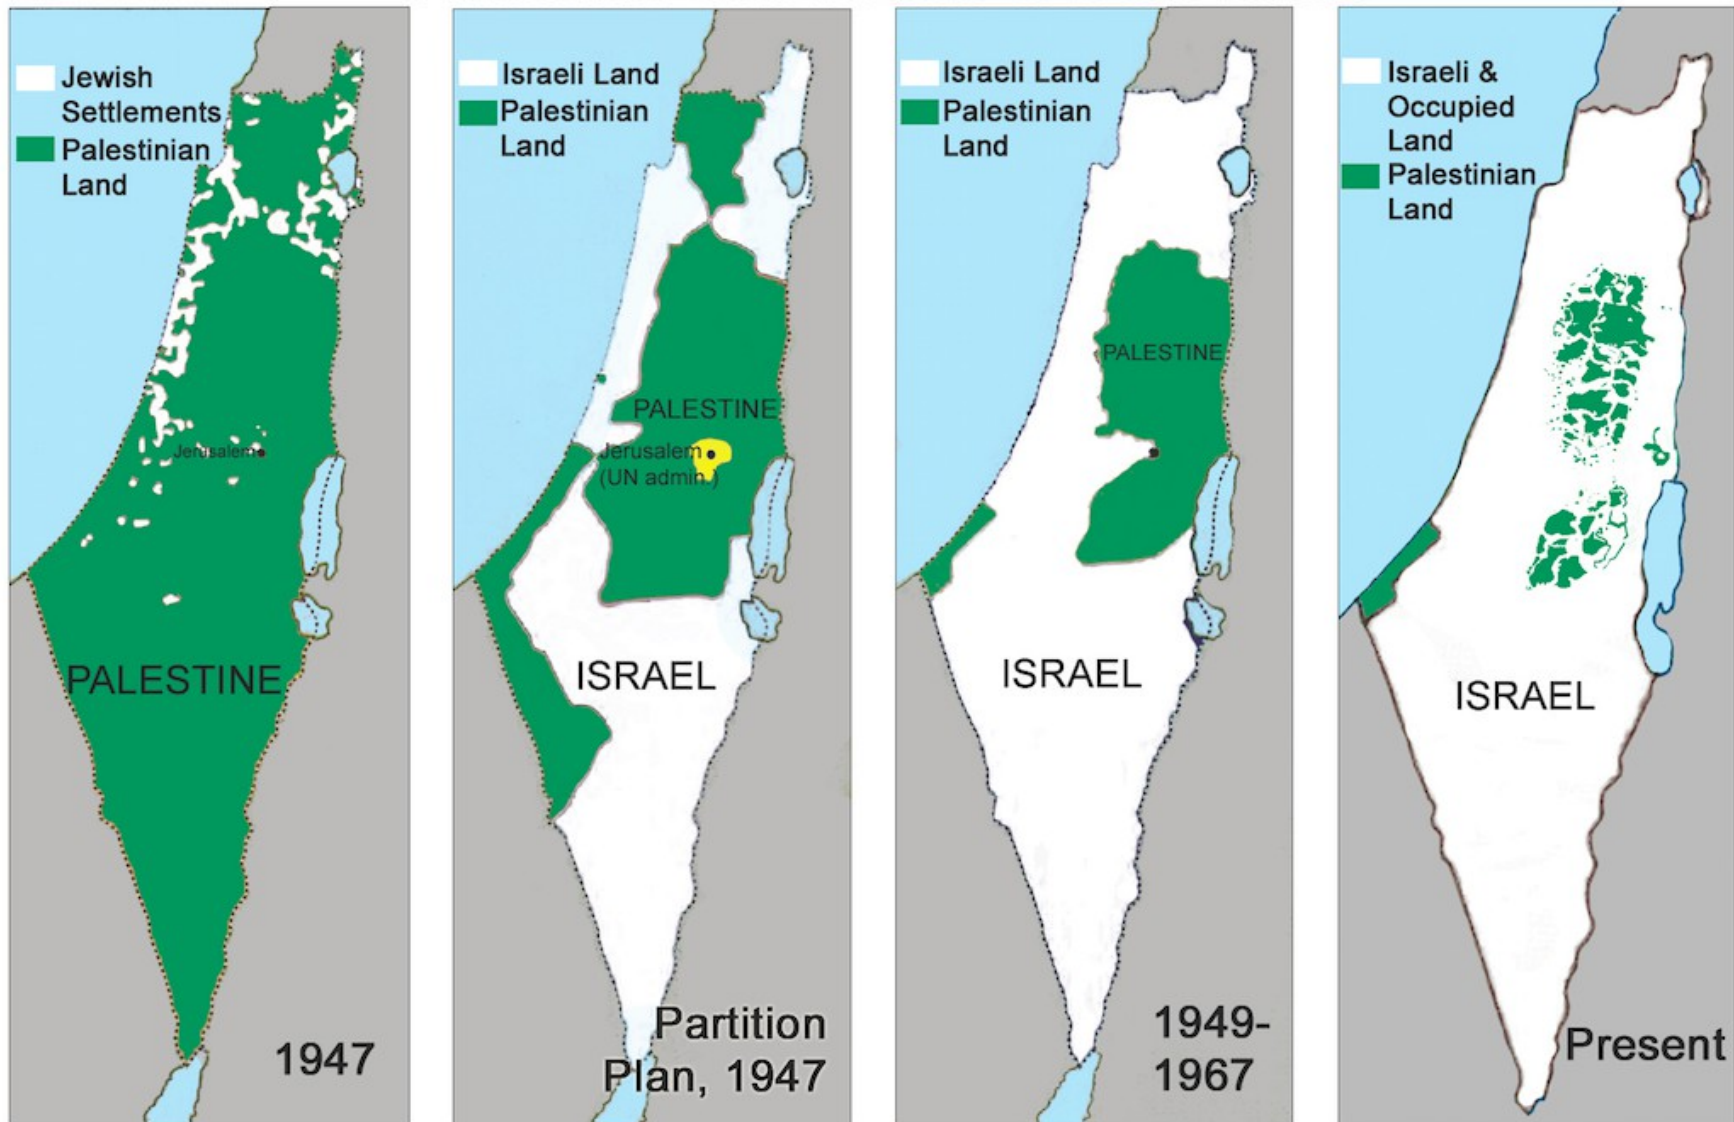 Jewish
Settlements
Palestinian
Land
Jerusalem
PALESTINE
1947
Israeli Land
Palestinian
Land
PALESTINE
Jerusalem
(UN admin.)
ISRAEL
Partition
Plan, 1947
Israeli Land
Palestinian
Land
PALESTINE
ISRAEL
1949-
1967
Israeli &
Occupied
Land
Palestinian
Land
ISRAEL
Present